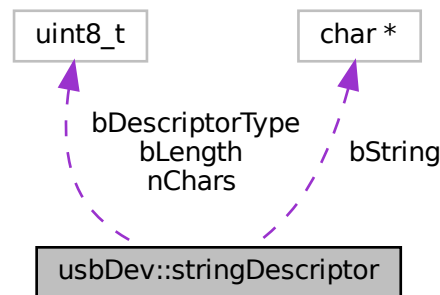 uint8_t
char *
bDescriptorType
bLength
nChars
bString
usbDev::stringDescriptor